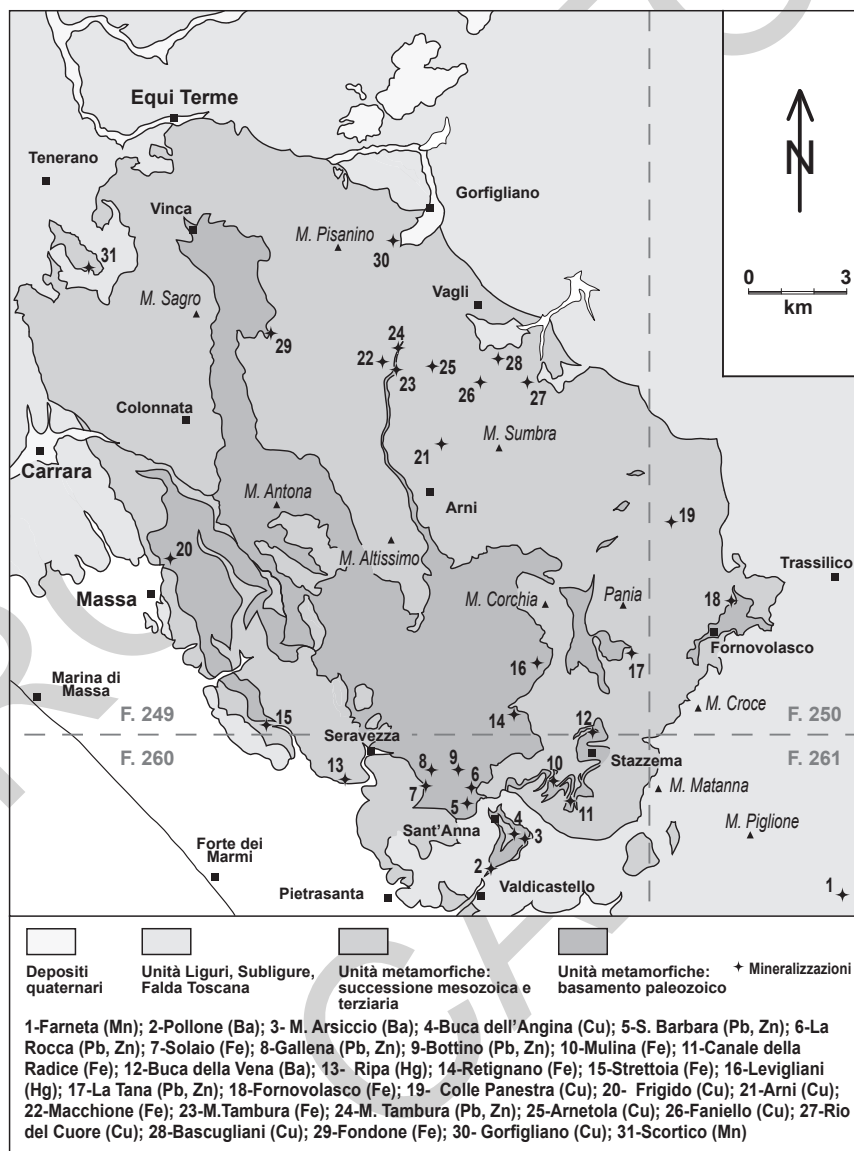 Equi Terme
Tenerano
Vinca
Gorfigliano
M. Pisanino
30
31
M. Sagro
Vagli
N
0 3
km
29
24
22
23
25
28
26
27
Colonnata
M. Sumbra
21
Carrara
M. Antona
Arni
19
20
M. Altissimo
Trassilico
Massa
M. Corchia
Pania
18
Fornovolasco
16
17
Marina di
Massa
M. Croce
F. 249
F. 250
15
14
12
Seravezza
F. 260
F. 261
Stazzema
13
8
9
10
7
6
M. Matanna
5
11
Sant'Anna
4
3
M. Piglione
Forte dei
Marmi
2
Pietrasanta
Valdicastello
1
Depositi
quaternari
Unità Liguri, Subligure,
Falda Toscana
Unità metamorfiche:
successione mesozoica e
terziaria
Unità metamorfiche:
basamento paleozoico
Mineralizzazioni
1-Farneta (Mn); 2-Pollone (Ba); 3- M. Arsiccio (Ba); 4-Buca dell'Angina (Cu); 5-S. Barbara (Pb, Zn); 6-La
Rocca (Pb, Zn); 7-Solaio (Fe); 8-Gallena (Pb, Zn); 9-Bottino (Pb, Zn); 10-Mulina (Fe); 11-Canale della
Radice (Fe); 12-Buca della Vena (Ba); 13- Ripa (Hg); 14-Retignano (Fe); 15-Strettoia (Fe); 16-Levigliani
(Hg); 17-La Tana (Pb, Zn); 18-Fornovolasco (Fe); 19- Colle Panestra (Cu); 20- Frigido (Cu); 21-Arni (Cu);
22-Macchione (Fe); 23-M.Tambura (Fe); 24-M. Tambura (Pb, Zn); 25-Arnetola (Cu); 26-Faniello (Cu); 27-Rio
del Cuore (Cu); 28-Bascugliani (Cu); 29-Fondone (Fe); 30- Gorfigliano (Cu); 31-Scortico (Mn)